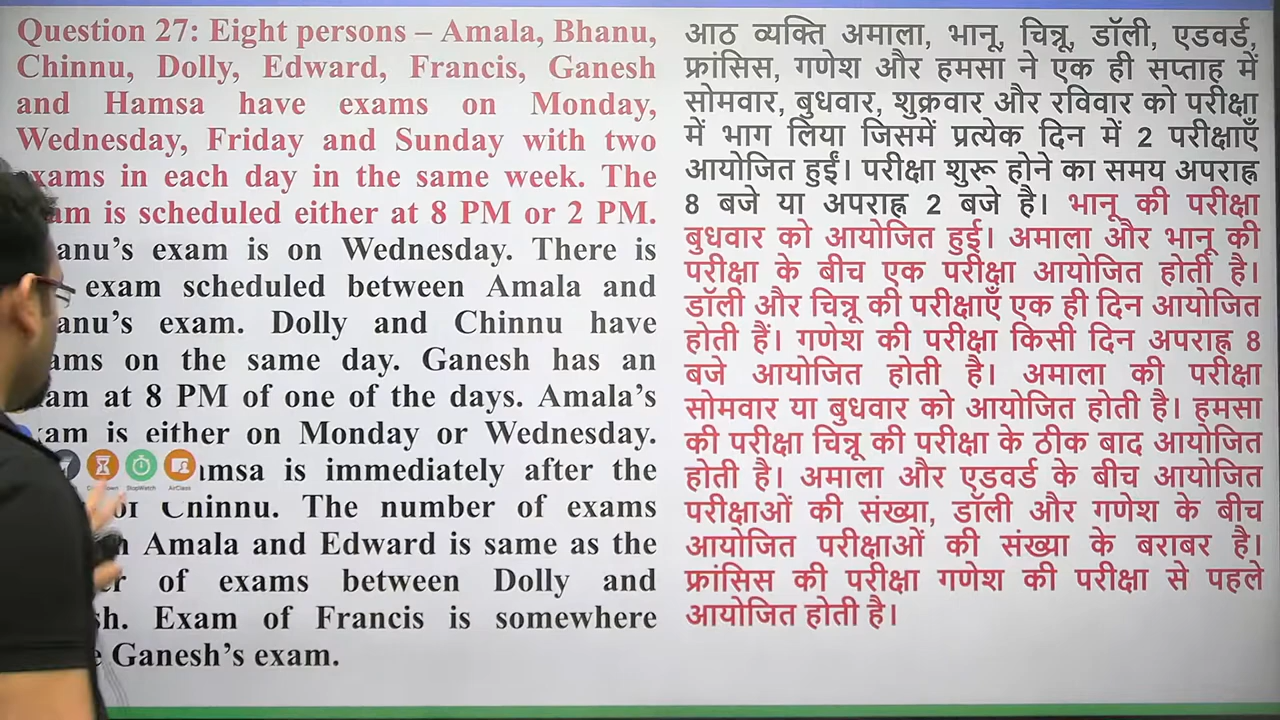 Question 27: Eight persons – Amala, Bhanu,
Chinnu, Dolly, Edward, Francis, Ganesh
and Hamsa have exams on Monday,
Wednesday, Friday and Sunday with two
exams in each day in the same week. The
am is scheduled either at 8 PM or 2 PM.
anu's exam is on Wednesday. There is
exam scheduled between Amala and
anu's exam. Dolly and Chinnu have
ams on the same day. Ganesh has an
am at 8 PM of one of the days. Amala's
am is either on Monday or Wednesday.
amsa is immediately after the
of Chinnu. The number of exams
Amala and Edward is same as the
r of exams between Dolly and
sh. Exam of Francis is somewhere
Ganesh's exam.
StopWatch
AirClass
आठ व्यक्ति अमाला, भानू, चिन्नू, डॉली, एडवर्ड,
फ्रांसिस, गणेश और हमसा ने एक ही सप्ताह में
सोमवार, बुधवार, शुक्रवार और रविवार को परीक्षा
में भाग लिया जिसमें प्रत्येक दिन में 2 परीक्षाएँ
आयोजित हुईं। परीक्षा शुरू होने का समय अपराह्न
8 बजे या अपराह्न 2 बजे है। भानू की परीक्षा
बुधवार को आयोजित हुई। अमाला और भानू की
परीक्षा के बीच एक परीक्षा आयोजित होती है।
डॉली और चिन्नू की परीक्षाएँ एक ही दिन आयोजित
होती हैं। गणेश की परीक्षा किसी दिन अपराह्न 8
बजे आयोजित होती है। अमाला की परीक्षा
सोमवार या बुधवार को आयोजित होती है। हमसा
की परीक्षा चिन्नू की परीक्षा के ठीक बाद आयोजित
होती है। अमाला और एडवर्ड के बीच आयोजित
परीक्षाओं की संख्या, डॉली और गणेश के बीच
आयोजित परीक्षाओं की संख्या के बराबर है।
फ्रांसिस की परीक्षा गणेश की परीक्षा से पहले
आयोजित होती है।